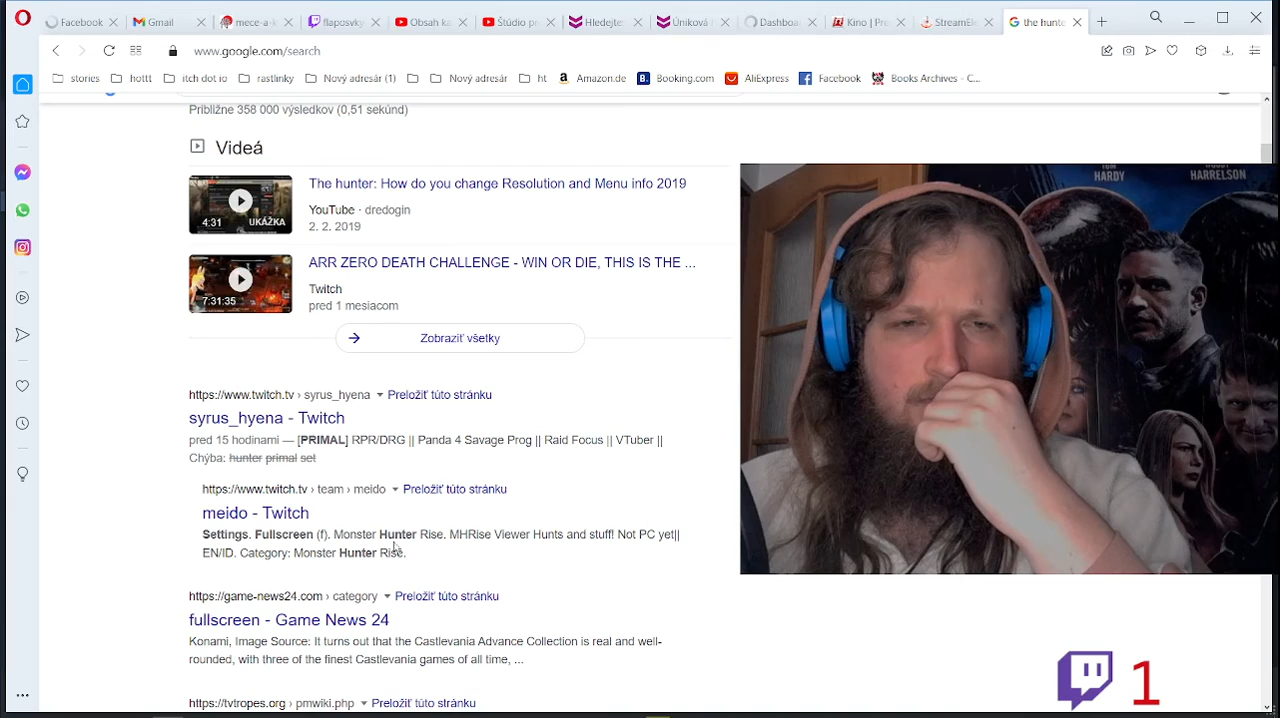 Facebook
Gmail
mece-a-k
flaposvky
Obsah ka
Štúdio pr
Hledejte
Úniková
Dashboa
Kino | Pr
StreamEle
the hunte
www.google.com/search
stories
hottt
itch dot io
rastlinky
Nový adresár (1)
Nový adresár
ht
Amazon.de
Booking.com
AliExpress
Facebook
Books Archives - C...
Približne 358 000 výsledkov (0,51 sekúnd)
Videá
The hunter: How do you change Resolution and Menu info 2019
YouTube · dredogin
2. 2. 2019
4:31
UKÁŽKA
ARR ZERO DEATH CHALLENGE - WIN OR DIE, THIS IS THE ...
Twitch
pred 1 mesiacom
7:31:35
Zobraziť všetky
https://www.twitch.tv › syrus_hyena Preložiť túto stránku
syrus_hyena - Twitch
pred 15 hodinami — [PRIMAL] RPR/DRG || Panda 4 Savage Prog || Raid Focus || VTuber ||
Chýba: hunter primal set
https://www.twitch.tv › team › meido Preložiť túto stránku
meido - Twitch
Settings. Fullscreen (f). Monster Hunter Rise. MHRise Viewer Hunts and stuff! Not PC yet||
EN/ID. Category: Monster Hunter Rise.
https://game-news24.com › category Preložiť túto stránku
fullscreen - Game News 24
Konami, Image Source: It turns out that the Castlevania Advance Collection is real and well-
rounded, with three of the finest Castlevania games of all time, ...
https://tvtropes.org › pmwiki.php Preložiť túto stránku
TOM
HARDY
WOODY
HARRELSON
1